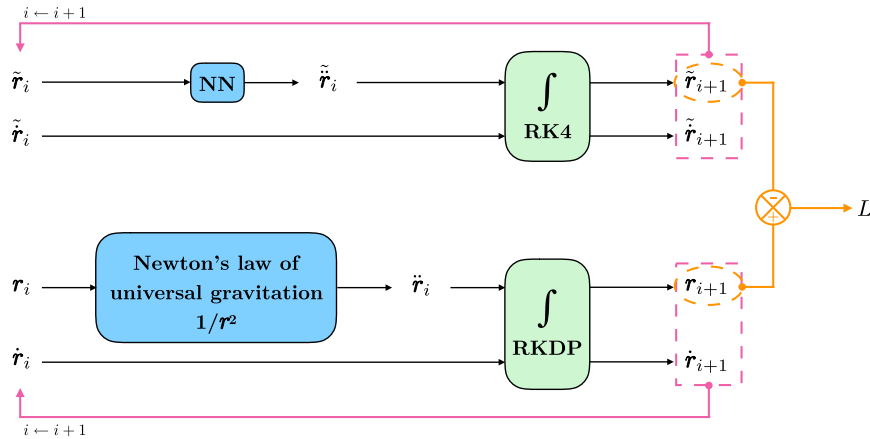 i ← i + 1
r̃_i
NN
r̈̃_i
∫
RK4
r̃_{i+1}
ṙ̃_i
ṙ̃_{i+1}
-
+
L
Newton's law of
universal gravitation
1/r²
r_i
r̈_i
∫
RKDP
r_{i+1}
ṙ_i
ṙ_{i+1}
i ← i + 1